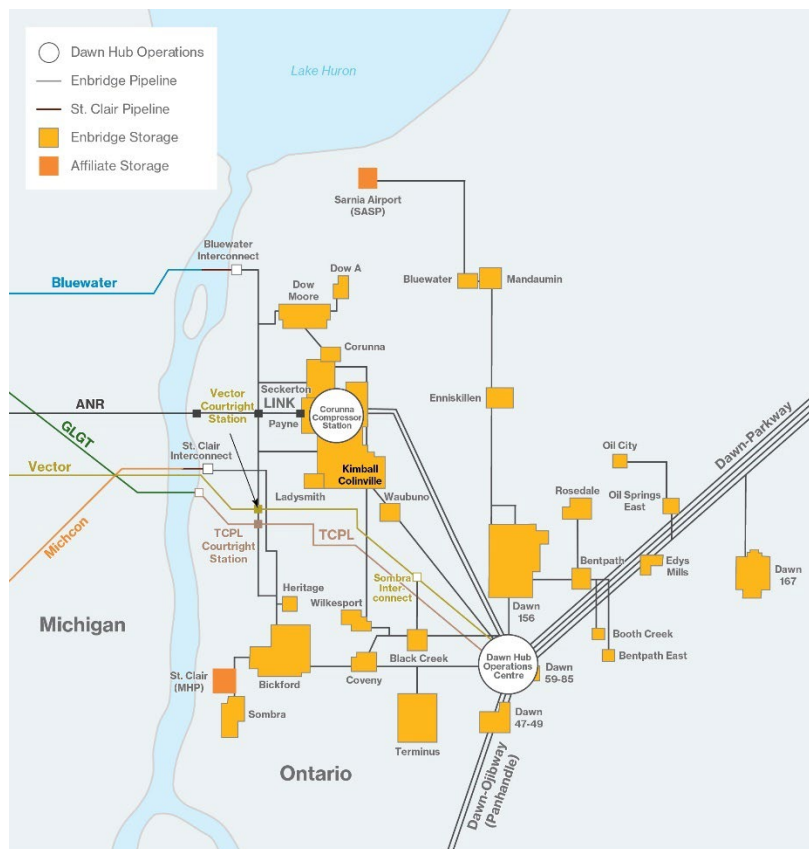 Dawn Hub Operations
Enbridge Pipeline
St. Clair Pipeline
Enbridge Storage
Affiliate Storage
Lake Huron
Sarnia Airport
(SASP)
Bluewater
Interconnect
Bluewater
Dow A
Dow
Moore
Bluewater
Mandaumin
Corunna
Seckerton
LINK
Vector
Courtright
Station
ANR
Payne
Corunna
Compressor
Station
Enniskillen
GLGT
St. Clair
Interconnect
Vector
Kimball
Colinville
Ladysmith
Waubuno
Oil City
Dawn-Parkway
Rosedale
Oil Springs
East
Michcon
TCPL
Courtright
Station
TCPL
Sombra
Inter-
connect
Bentpath
Edys
Mills
Dawn
167
Heritage
Wilkesport
Dawn
156
Michigan
Booth Creek
Bentpath East
Black Creek
Dawn Hub
Operations
Centre
Dawn
59-85
St. Clair
(MHP)
Bickford
Coveny
Sombra
Terminus
Dawn
47-49
Ontario
Dawn-Ojibway
(Panhandle)